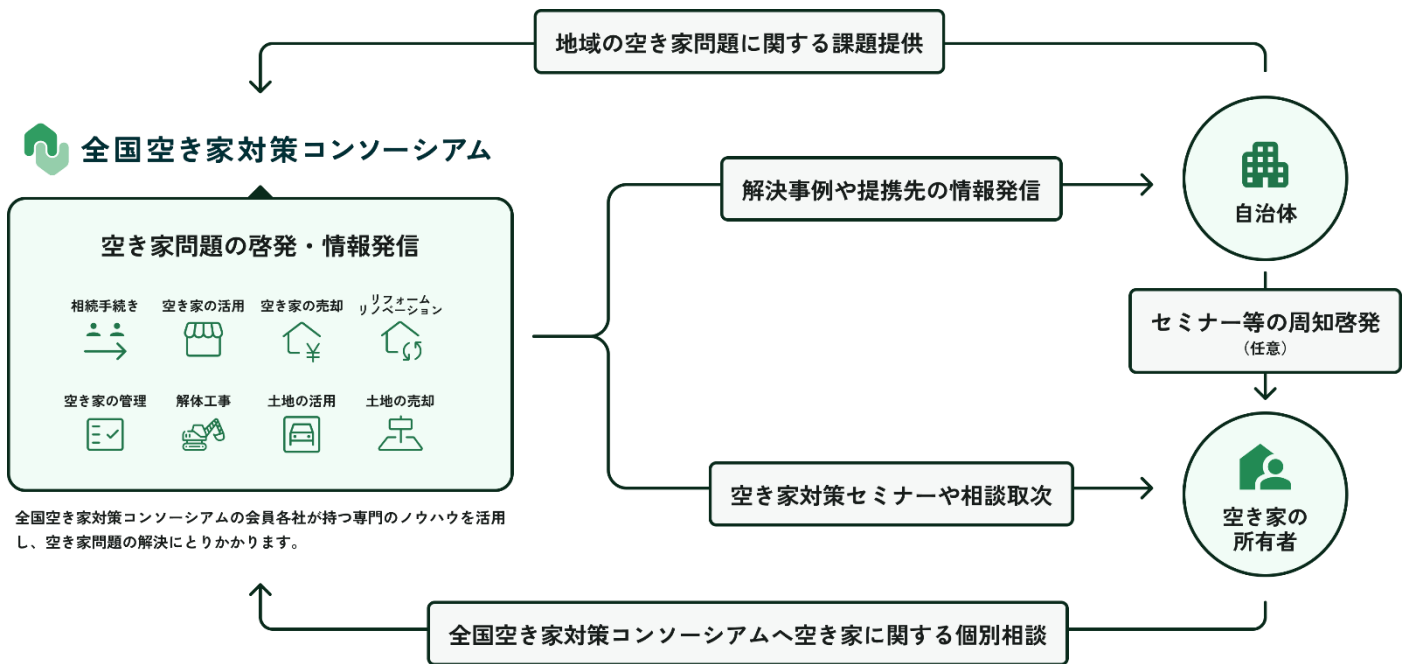 地域の空き家問題に関する課題提供
全国空き家対策コンソーシアム
空き家問題の啓発・情報発信
相続手続き
空き家の活用
空き家の売却
リフォーム
リノベーション
空き家の管理
解体工事
土地の活用
土地の売却
全国空き家対策コンソーシアムの会員各社が持つ専門のノウハウを活用
し、空き家問題の解決にとりかかります。
解決事例や提携先の情報発信
自治体
セミナー等の周知啓発
（任意）
空き家対策セミナーや相談取次
空き家の
所有者
全国空き家対策コンソーシアムへ空き家に関する個別相談